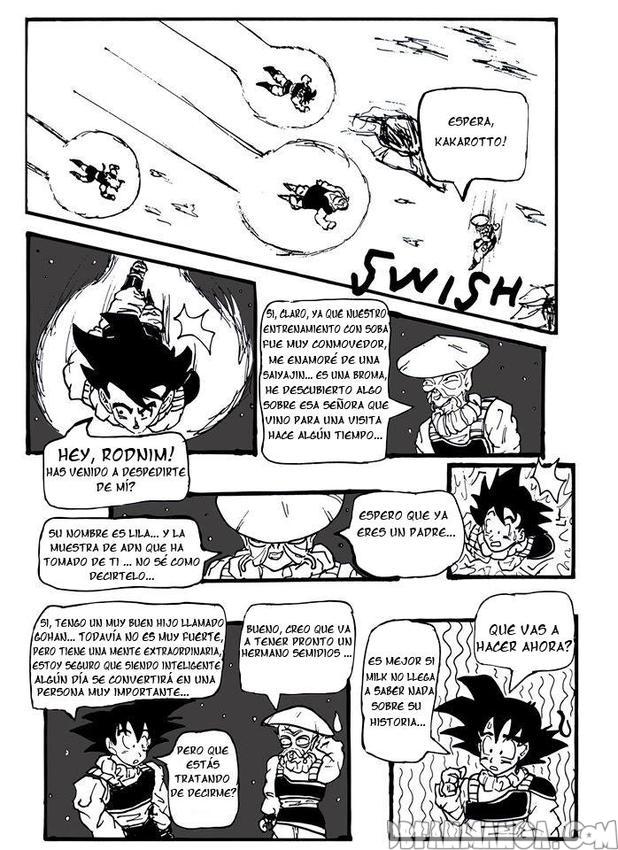 ESPERA,
KAKAROTTO!
SWISH
HEY, RODNIM!
HAS VENIDO A DESPEDIRTE
DE MÍ?
SI, CLARO, YA QUE NUESTRO
ENTRENAMIENTO CON SOBA
FUE MUY CONMOVEDOR,
ME ENAMORÉ DE UNA
SAIYAJIN... ES UNA BROMA,
HE DESCUBIERTO ALGO
SOBRE ESA SEÑORA QUE
VINO PARA UNA VISITA
HACE ALGÚN TIEMPO...
SU NOMBRE ES LILA... Y LA
MUESTRA DE ADN QUE HA
TOMADO DE TI ... NO SÉ COMO
DECIRTELO...
ESPERO QUE YA
ERES UN PADRE...
SI, TENGO UN MUY BUEN HIJO LLAMADO
GOHAN... TODAVÍA NO ES MUY FUERTE,
PERO TIENE UNA MENTE EXTRAORDINARIA,
ESTOY SEGURO QUE SIENDO INTELIGENTE
ALGÚN DÍA SE CONVERTIRÁ EN UNA
PERSONA MUY IMPORTANTE...
BUENO, CREO QUE VA
A TENER PRONTO UN
HERMANO SEMIDIOS ...
PERO QUE
ESTÁS
TRATANDO
DE DECIRME?
QUE VAS A
HACER AHORA?
ES MEJOR SI
MILK NO LLEGA
A SABER NADA
SOBRE SU
HISTORIA...
DBFANMANGA.COM